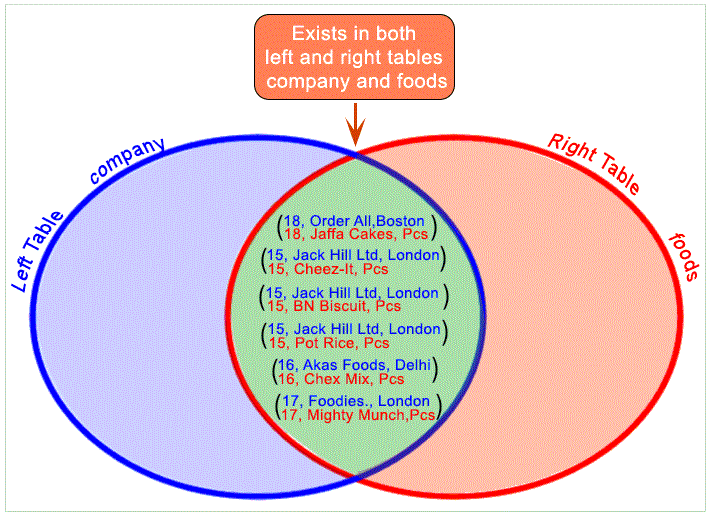 Exists in both
left and right tables
company and foods
company
Left Table
Right Table
foods
(18, Order All,Boston
18, Jaffa Cakes, Pcs)
(15, Jack Hill Ltd, London
15, Cheez-It, Pcs)
(15, Jack Hill Ltd, London
15, BN Biscuit, Pcs)
(15, Jack Hill Ltd, London
15, Pot Rice, Pcs)
(16, Akas Foods, Delhi
16, Chex Mix, Pcs)
(17, Foodies., London
17, Mighty Munch,Pcs)